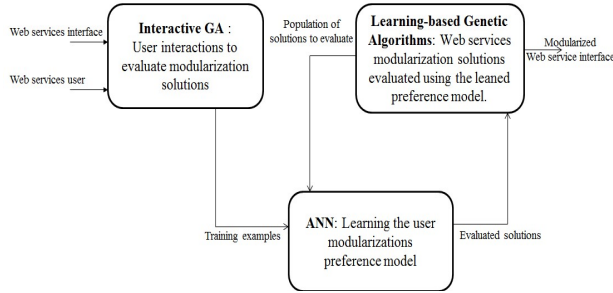 Web services interface
Web services user
Interactive GA :
User interactions to
evaluate modularization
solutions
Population of
solutions to evaluate
Learning-based Genetic
Algorithms: Web services
modularization solutions
evaluated using the leaned
preference model.
Modularized
Web service interface
Training examples
ANN: Learning the user
modularizations
preference model
Evaluated solutions